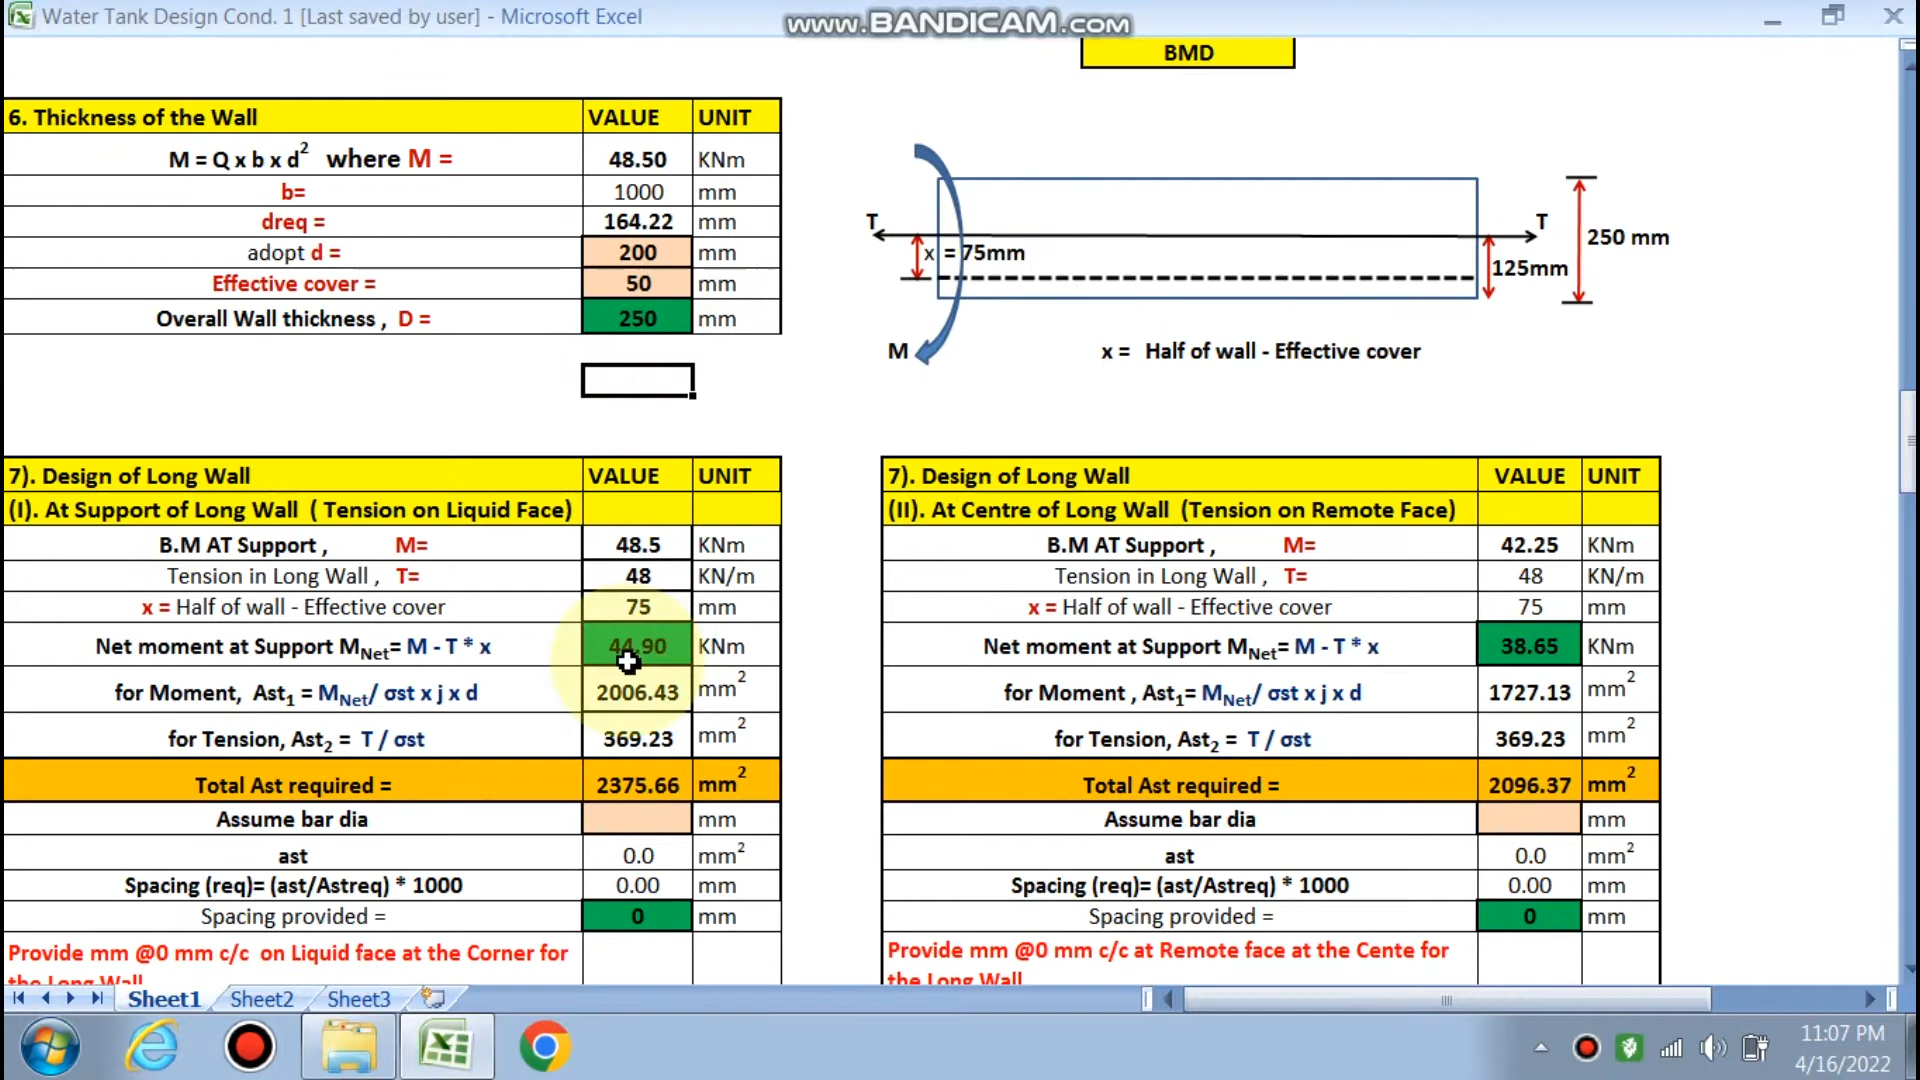 Water Tank Design Cond. 1 [Last saved by user] - Microsoft Excel
www.BANDICAM.com
BMD
6. Thickness of the Wall VALUE UNIT
M = Q x b x d² where M = 48.50 KNm
b= 1000 mm
dreq = 164.22 mm
adopt d = 200 mm
Effective cover = 50 mm
Overall Wall thickness , D = 250 mm
T T
x = 75mm
125mm
250 mm
M
x = Half of wall - Effective cover
7). Design of Long Wall VALUE UNIT
(I). At Support of Long Wall ( Tension on Liquid Face)
B.M AT Support , M= 48.5 KNm
Tension in Long Wall , T= 48 KN/m
x = Half of wall - Effective cover 75 mm
Net moment at Support MNet= M - T * x 44.90 KNm
for Moment, Ast1 = MNet/ σst x j x d 2006.43 mm²
for Tension, Ast2 = T / σst 369.23 mm²
Total Ast required = 2375.66 mm²
Assume bar dia mm
ast 0.0 mm²
Spacing (req)= (ast/Astreq) * 1000 0.00 mm
Spacing provided = 0 mm
Provide mm @0 mm c/c on Liquid face at the Corner for
the Long Wall
7). Design of Long Wall VALUE UNIT
(II). At Centre of Long Wall (Tension on Remote Face)
B.M AT Support , M= 42.25 KNm
Tension in Long Wall , T= 48 KN/m
x = Half of wall - Effective cover 75 mm
Net moment at Support MNet= M - T * x 38.65 KNm
for Moment , Ast1= MNet/ σst x j x d 1727.13 mm²
for Tension, Ast2 = T / σst 369.23 mm²
Total Ast required = 2096.37 mm²
Assume bar dia mm
ast 0.0 mm²
Spacing (req)= (ast/Astreq) * 1000 0.00 mm
Spacing provided = 0 mm
Provide mm @0 mm c/c at Remote face at the Cente for
the Long Wall
Sheet1 Sheet2 Sheet3
11:07 PM
4/16/2022